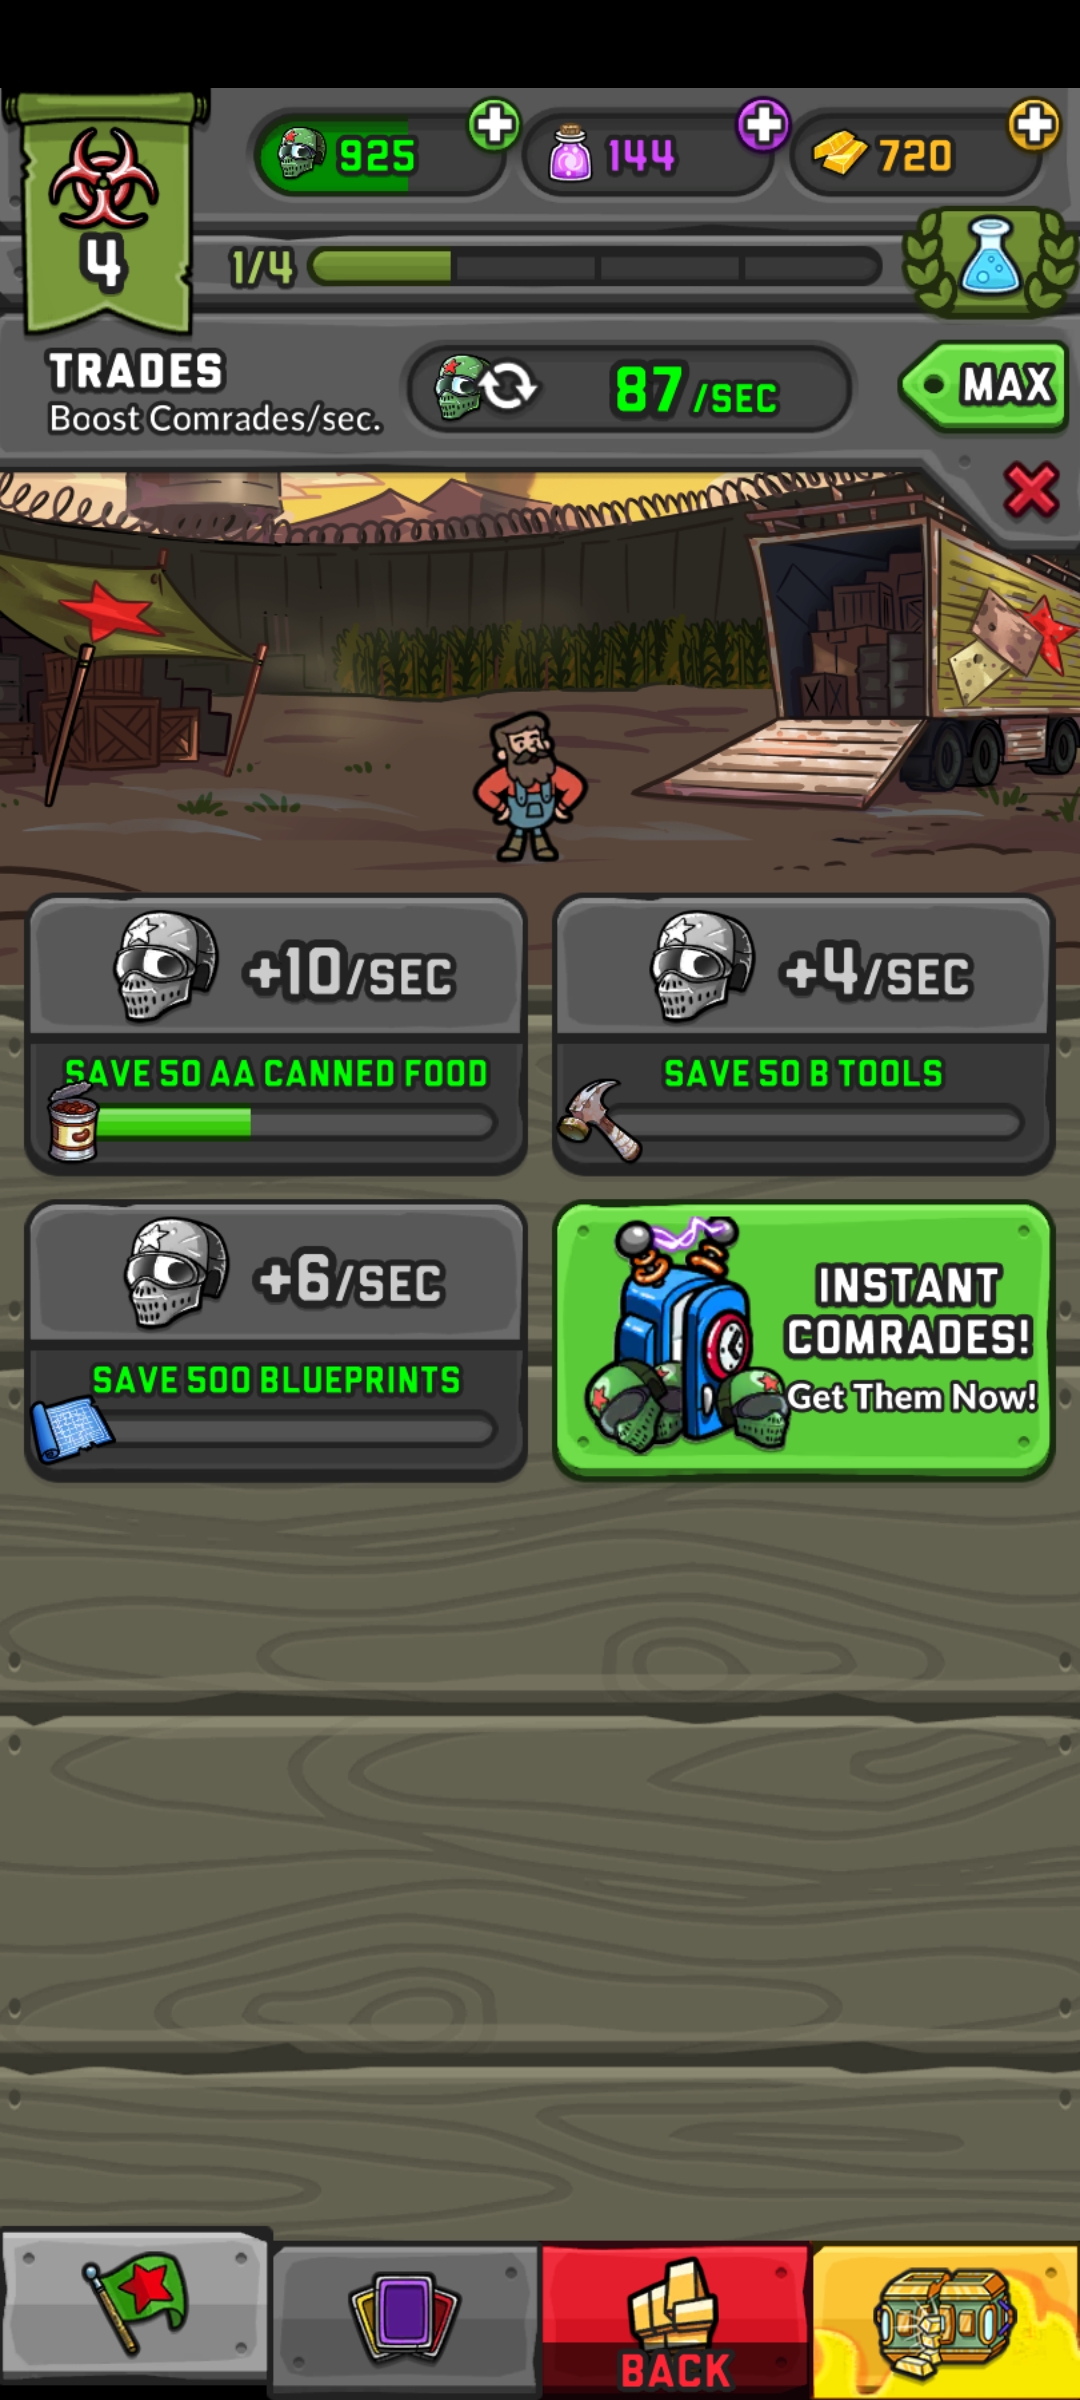 925
144
720
4
1/4
TRADES
Boost Comrades/sec.
87/SEC
MAX
+10/SEC
SAVE 50 AA CANNED FOOD
+4/SEC
SAVE 50 B TOOLS
+6/SEC
SAVE 500 BLUEPRINTS
INSTANT
COMRADES!
Get Them Now!
BACK